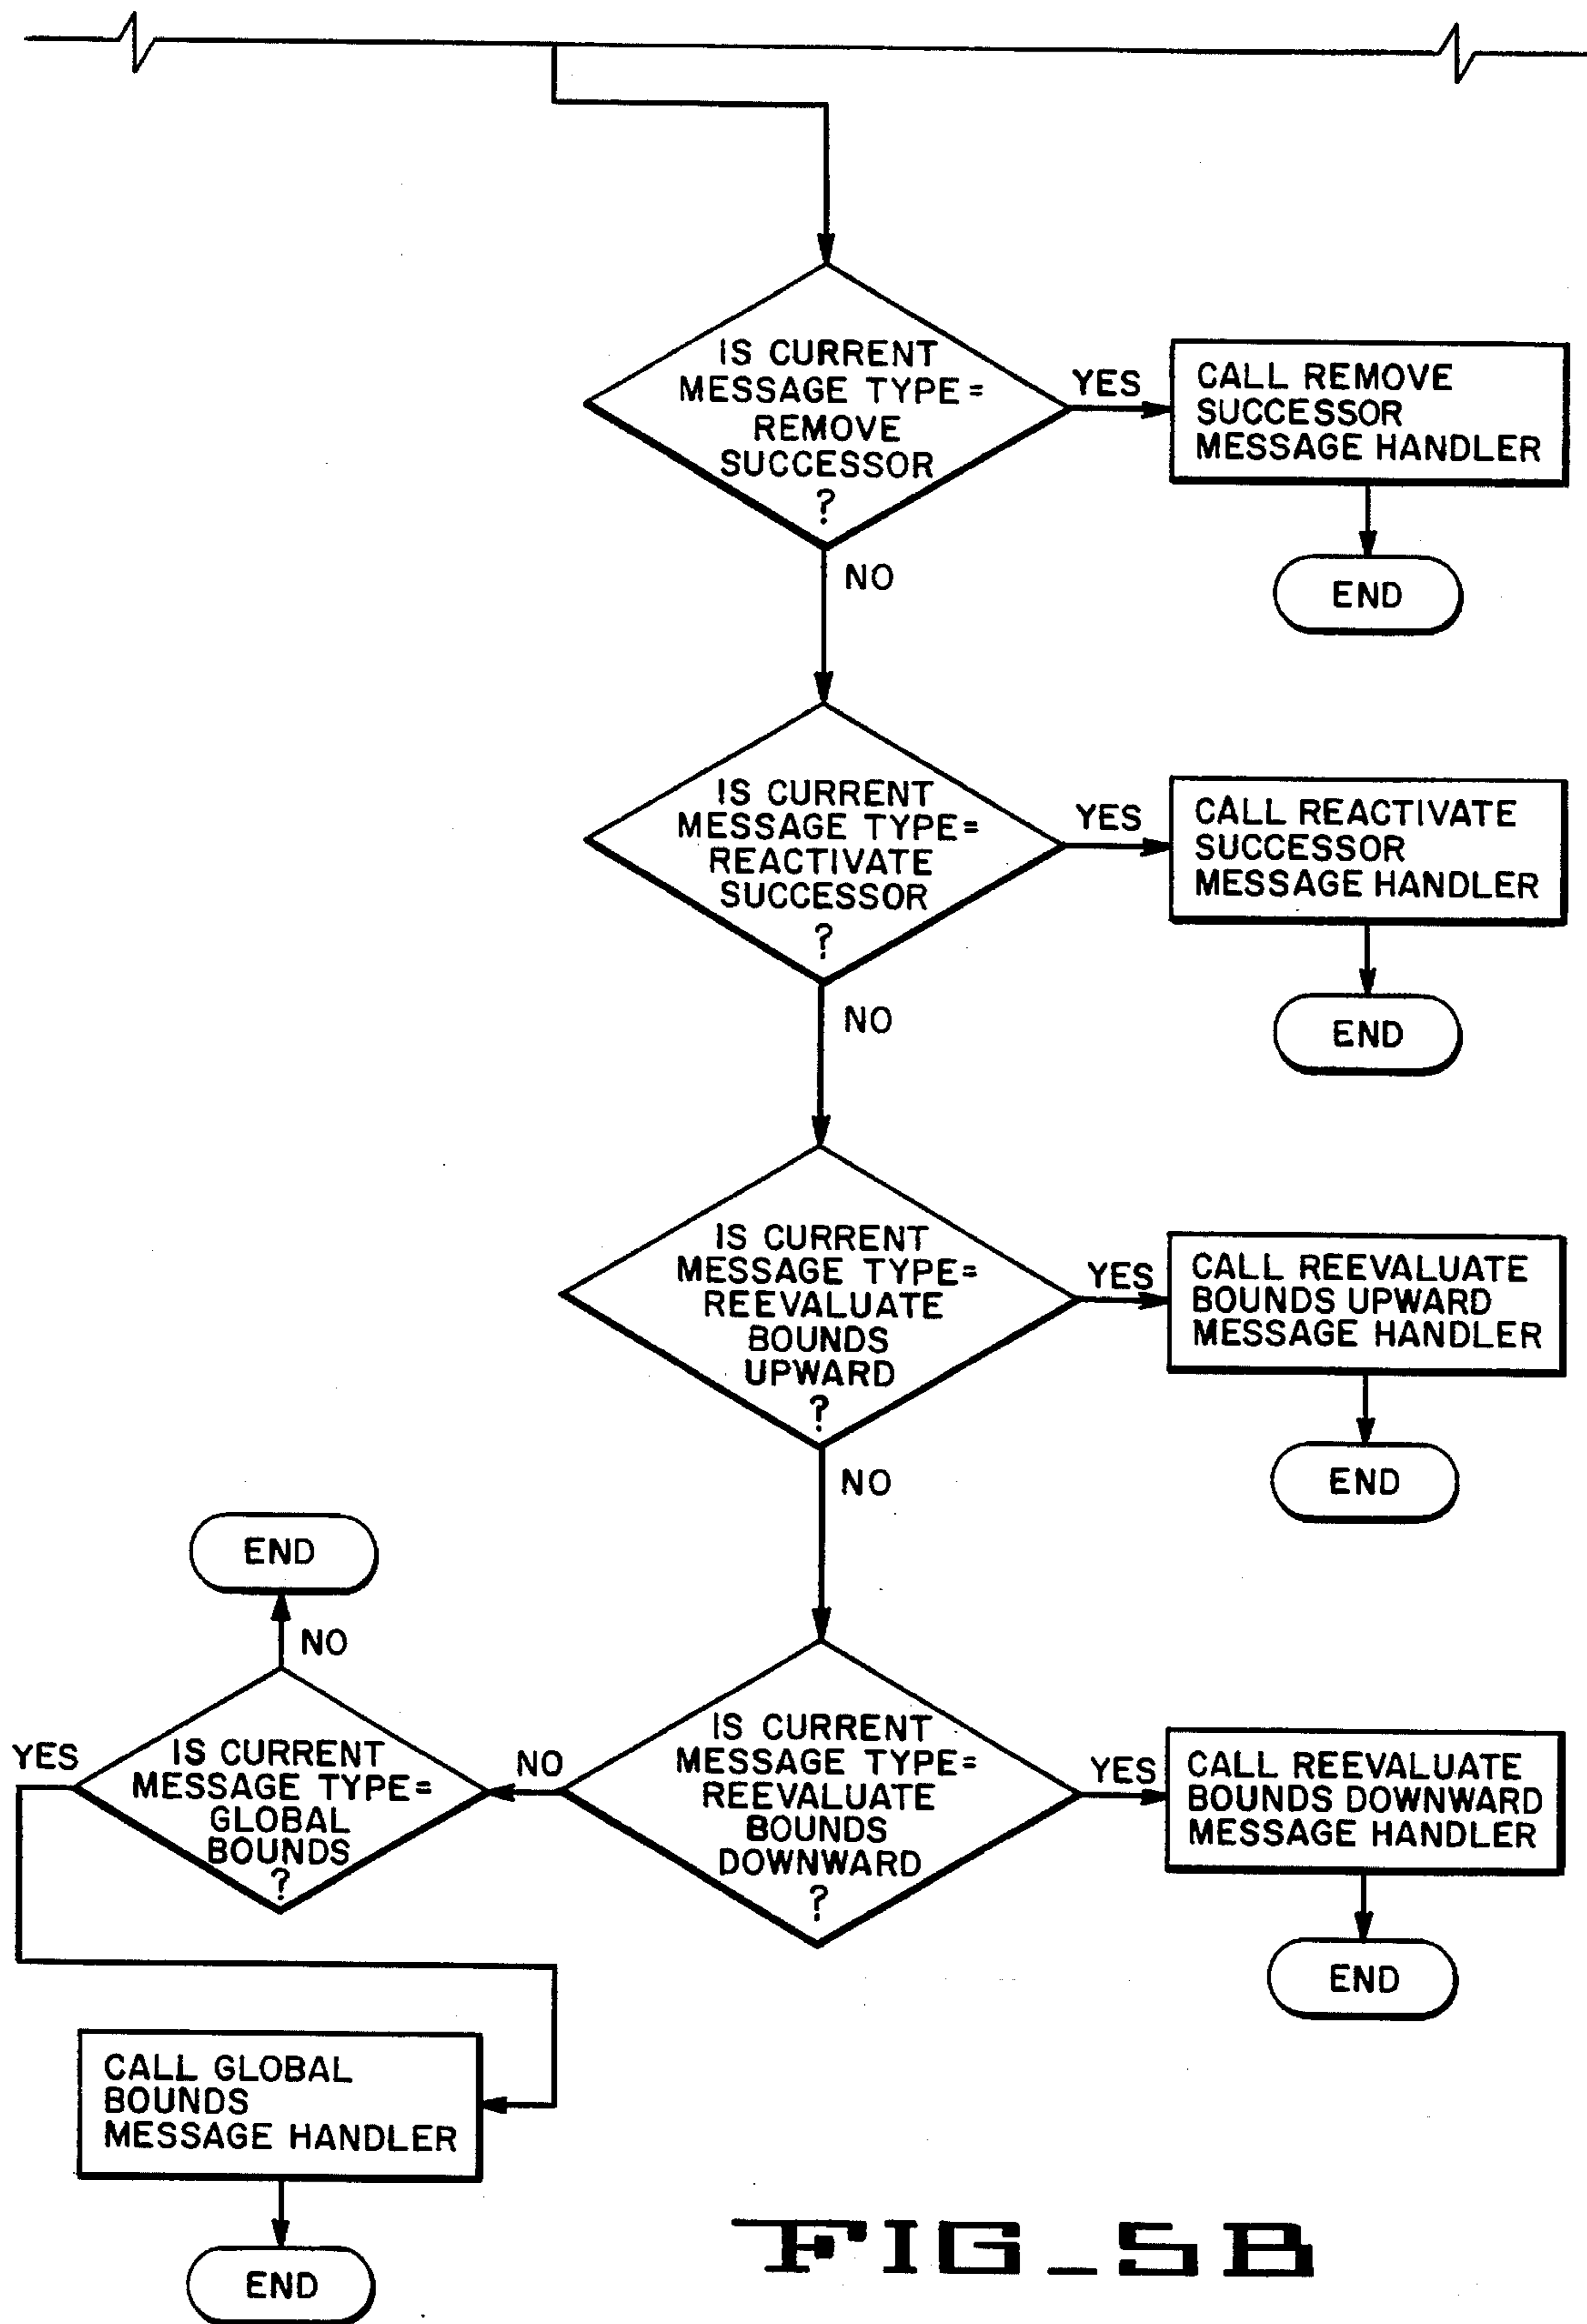 IS CURRENT
MESSAGE TYPE =
REMOVE
SUCCESSOR
?
YES
CALL REMOVE
SUCCESSOR
MESSAGE HANDLER
END
NO
IS CURRENT
MESSAGE TYPE=
REACTIVATE
SUCCESSOR
?
YES
CALL REACTIVATE
SUCCESSOR
MESSAGE HANDLER
END
NO
IS CURRENT
MESSAGE TYPE=
REEVALUATE
BOUNDS
UPWARD
?
YES
CALL REEVALUATE
BOUNDS UPWARD
MESSAGE HANDLER
END
NO
IS CURRENT
MESSAGE TYPE=
REEVALUATE
BOUNDS
DOWNWARD
?
YES
CALL REEVALUATE
BOUNDS DOWNWARD
MESSAGE HANDLER
END
NO
IS CURRENT
MESSAGE TYPE=
GLOBAL
BOUNDS
?
NO
END
YES
CALL GLOBAL
BOUNDS
MESSAGE HANDLER
END
FIG_5B